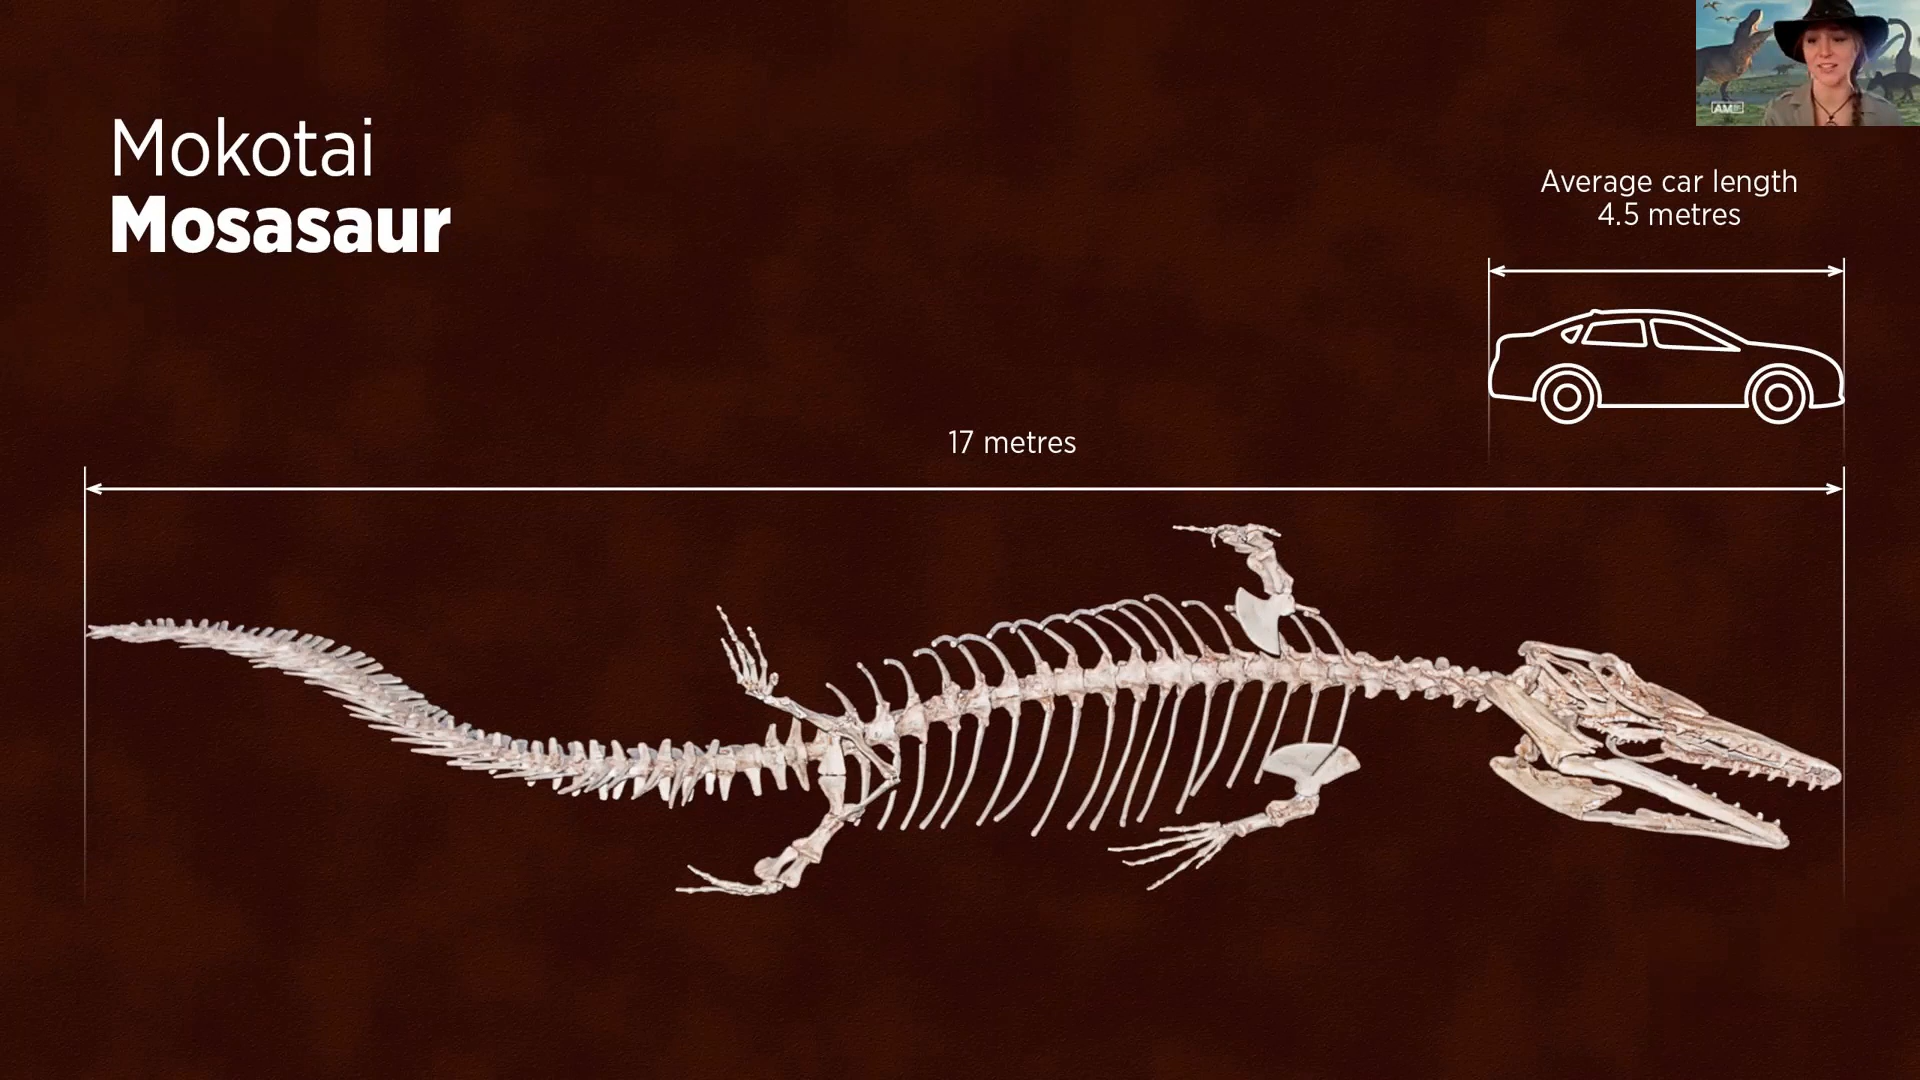 Mokotai
Mosasaur
Average car length
4.5 metres
17 metres